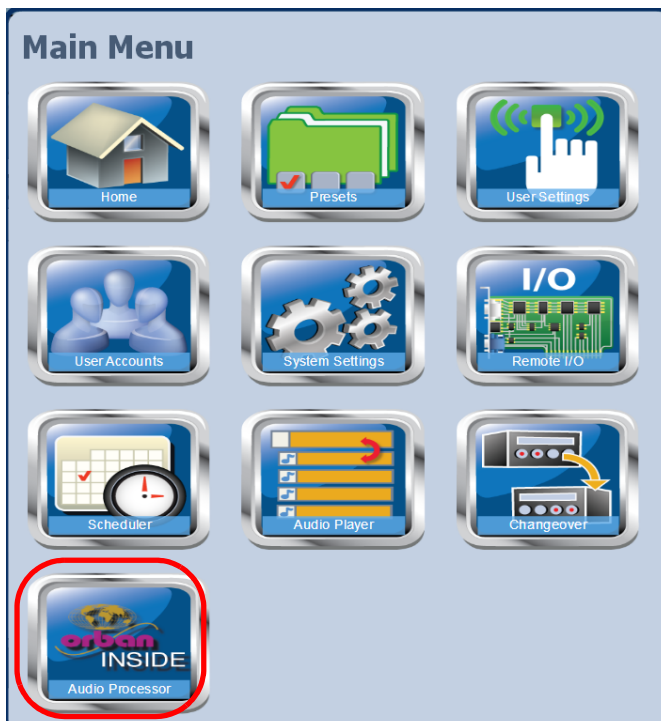 Main Menu
Home
Presets
User Settings
User Accounts
System Settings
I/O
Remote I/O
Scheduler
Audio Player
Changeover
orban
INSIDE
Audio Processor